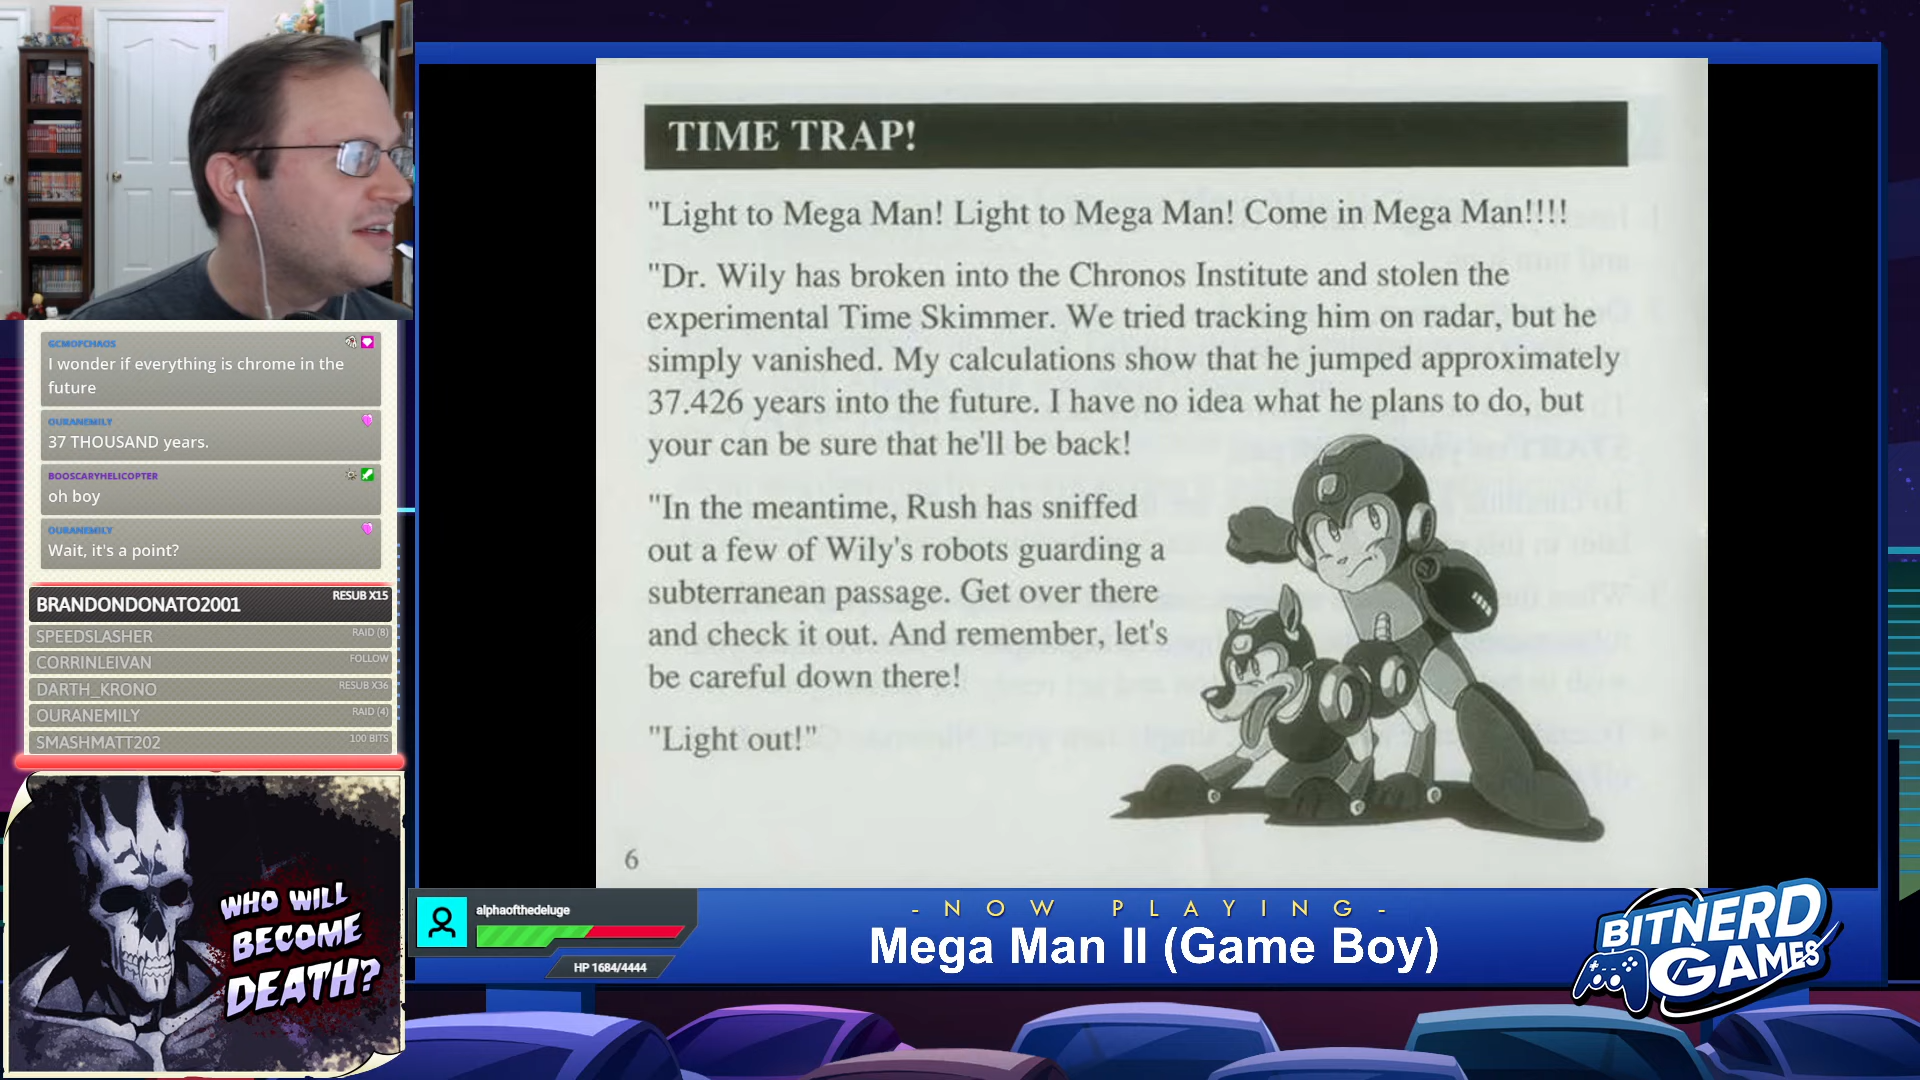 TIME TRAP!
"Light to Mega Man! Light to Mega Man! Come in Mega Man!!!!
"Dr. Wily has broken into the Chronos Institute and stolen the
experimental Time Skimmer. We tried tracking him on radar, but he
simply vanished. My calculations show that he jumped approximately
37.426 years into the future. I have no idea what he plans to do, but
your can be sure that he'll be back!
"In the meantime, Rush has sniffed
out a few of Wily's robots guarding a
subterranean passage. Get over there
and check it out. And remember, let's
be careful down there!
"Light out!"
6
GCMOFCHAOS
I wonder if everything is chrome in the
future
OURANEMILY
37 THOUSAND years.
BOOSCARYHELICOPTER
oh boy
OURANEMILY
Wait, it's a point?
BRANDONDONATO2001 RESUB X15
SPEEDSLASHER RAID (8)
CORRINLEIVAN FOLLOW
DARTH_KRONO RESUB X36
OURANEMILY RAID (4)
SMASHMATT202 100 BITS
WHO WILL
BECOME
DEATH?
alphaofthedeluge
HP 1684/4444
- NOW PLAYING -
Mega Man II (Game Boy)
BITNERD
GAMES